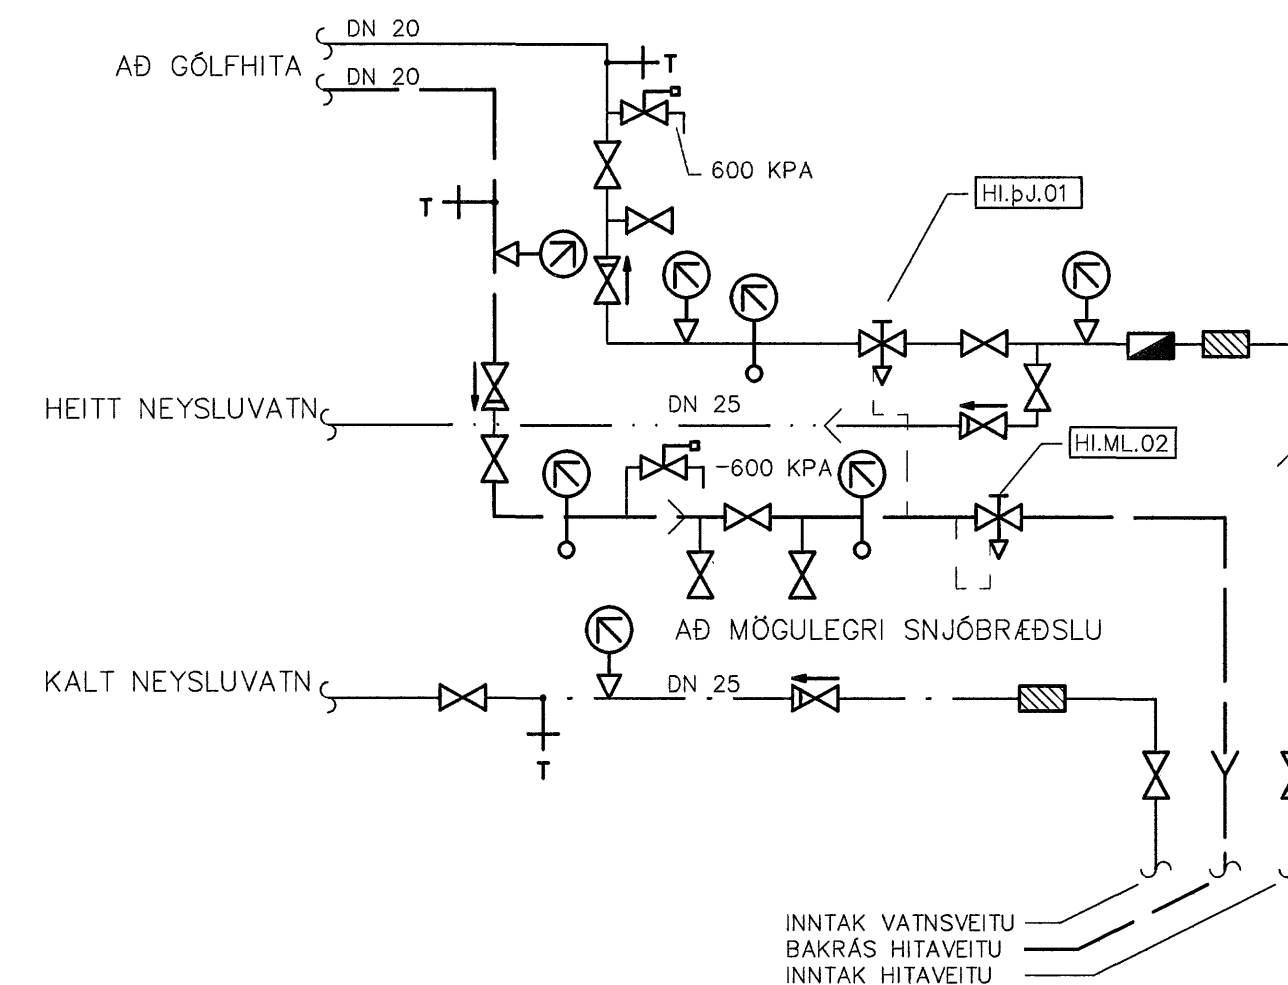 DN 20
AÐ GÓLFHITA
DN 20
T
600 KPA
T
HI.ÞJ.01
HEITT NEYSLUVATN
DN 25
HI.ML.02
-600 KPA
AÐ MÖGULEGRI SNJÓBRÆÐSLU
KALT NEYSLUVATN
DN 25
T
INNTAK VATNSVEITU
BAKRÁS HITAVEITU
INNTAK HITAVEITU